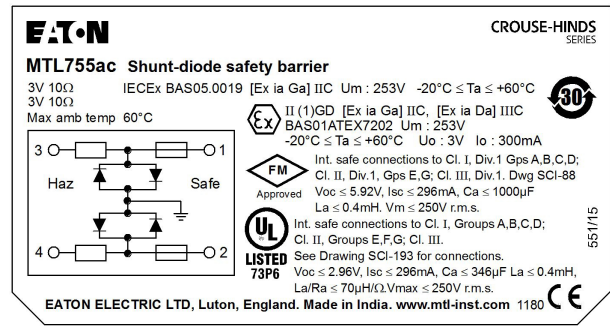 EATON
CROUSE-HINDS
SERIES
MTL755ac Shunt-diode safety barrier
3V 10Ω IECEx BAS05.0019 [Ex ia Ga] IIC Um : 253V -20°C ≤ Ta ≤ +60°C
3V 10Ω
Max amb temp 60°C
30
Ex
II (1)GD [Ex ia Ga] IIC, [Ex ia Da] IIIC
BAS01ATEX7202 Um : 253V
-20°C ≤ Ta ≤ +60°C Uo : 3V Io : 300mA
3 1
Haz Safe
4 2
FM
Approved
Int. safe connections to Cl. I, Div.1 Gps A,B,C,D;
Cl. II, Div.1, Gps E,G; Cl. III, Div.1. Dwg SCI-88
Voc ≤ 5.92V, Isc ≤ 296mA, Ca ≤ 1000μF
La ≤ 0.4mH. Vm ≤ 250V r.m.s.
UL
LISTED
73P6
Int. safe connections to Cl. I, Groups A,B,C,D;
Cl. II, Groups E,F,G; Cl. III.
See Drawing SCI-193 for connections.
Voc ≤ 2.96V, Isc ≤ 296mA, Ca ≤ 346μF La ≤ 0.4mH,
La/Ra ≤ 70μH/Ω.Vmax ≤ 250V r.m.s.
551/15
EATON ELECTRIC LTD, Luton, England. Made in India. www.mtl-inst.com 1180 CE